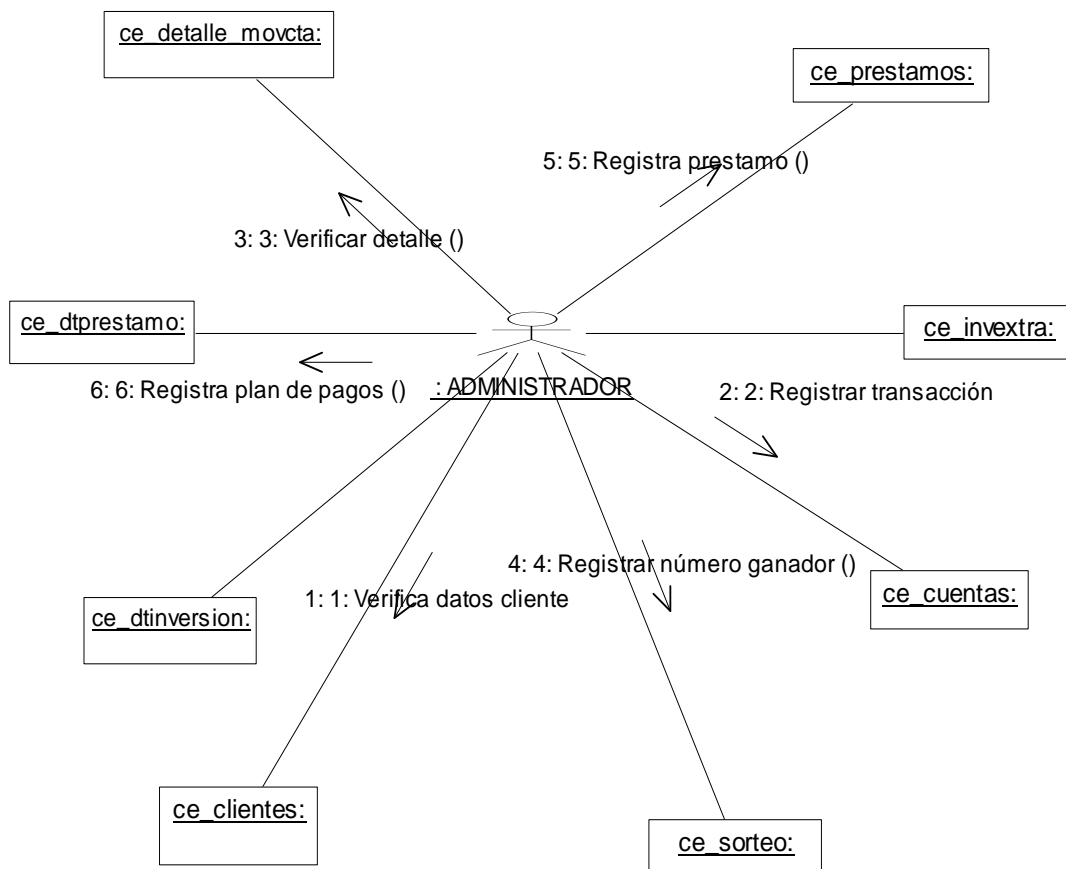 ce_detalle_movcta:
ce_prestamos:
5: 5: Registra prestamo ()
3: 3: Verificar detalle ()
ce_dtprestamo:
ce_invextra:
6: 6: Registra plan de pagos ()
: ADMINISTRADOR
2: 2: Registrar transacción
4: 4: Registrar número ganador ()
ce_cuentas:
1: 1: Verifica datos cliente
ce_dtinversion:
ce_clientes:
ce_sorteo: